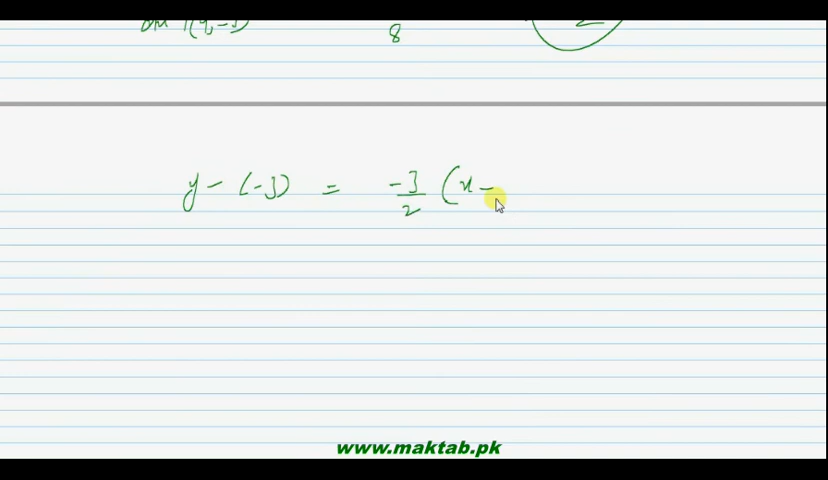 8
y - (-3) = -3/2 (x -
www.maktab.pk